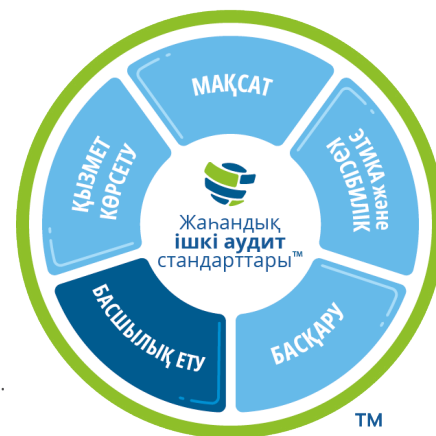 МАҚСАТ
ЭТИКА және
КӘСІБИЛІК
БАСҚАРУ
БАСШЫЛЫҚ ЕТУ
ҚЫЗМЕТ
КӨРСЕТУ
Жаһандық
ішкі аудит
стандарттары™
.
TM